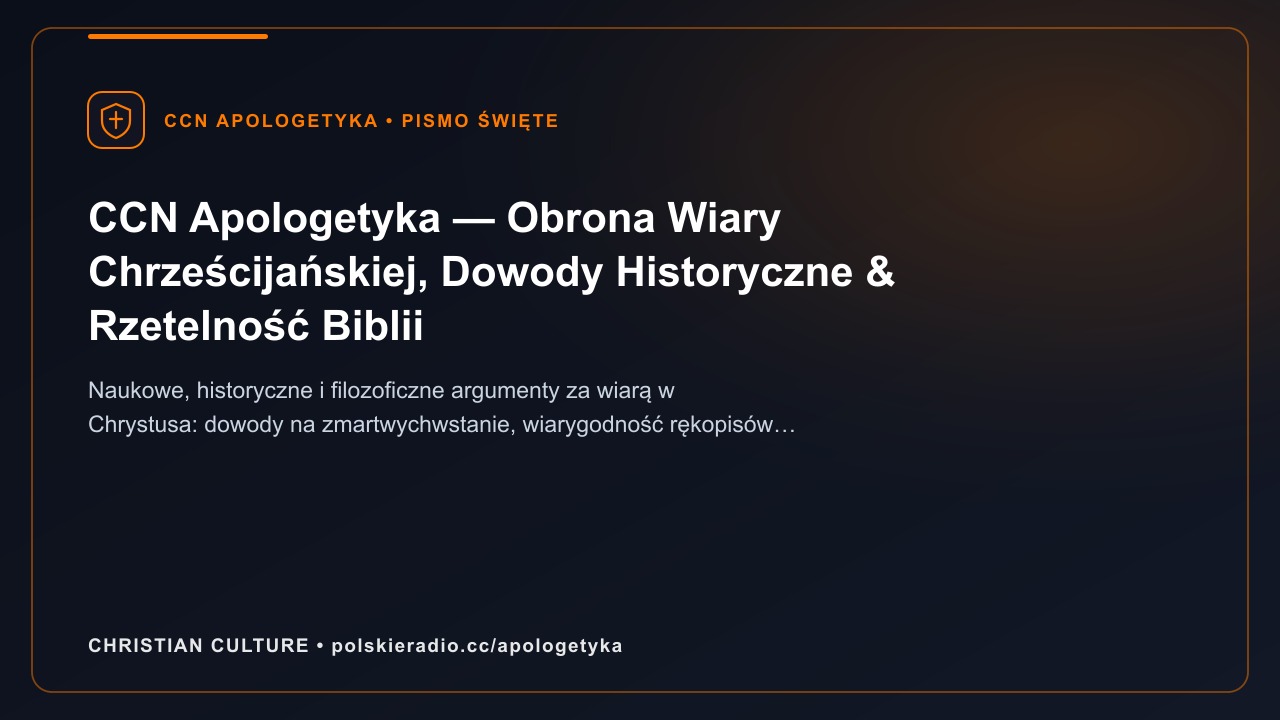 CCN APOLOGETYKA • PISMO ŚWIĘTE
CCN Apologetyka — Obrona Wiary
Chrześcijańskiej, Dowody Historyczne &
Rzetelność Biblii
Naukowe, historyczne i filozoficzne argumenty za wiarą w
Chrystusa: dowody na zmartwychwstanie, wiarygodność rękopisów…
CHRISTIAN CULTURE • polskieradio.cc/apologetyka